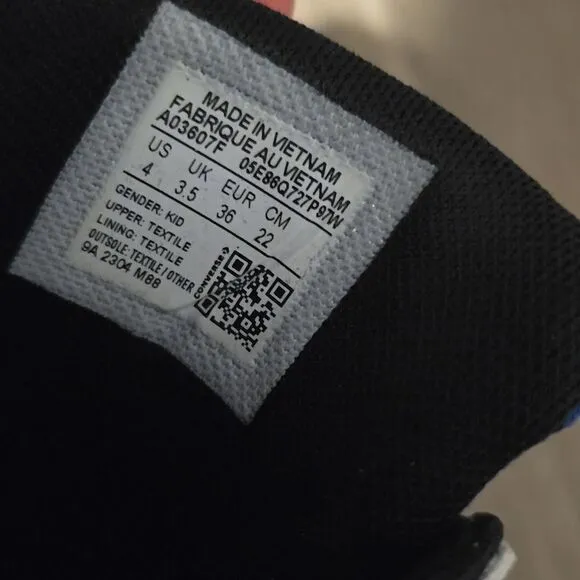 MADE IN VIETNAM
FABRIQUE AU VIETNAM
A03607F 05E86Q727P97W
US UK EUR CM
4 3.5 36 22
GENDER: KID
UPPER: TEXTILE
LINING: TEXTILE
OUTSOLE: TEXTILE / OTHER
9A 2304 M88